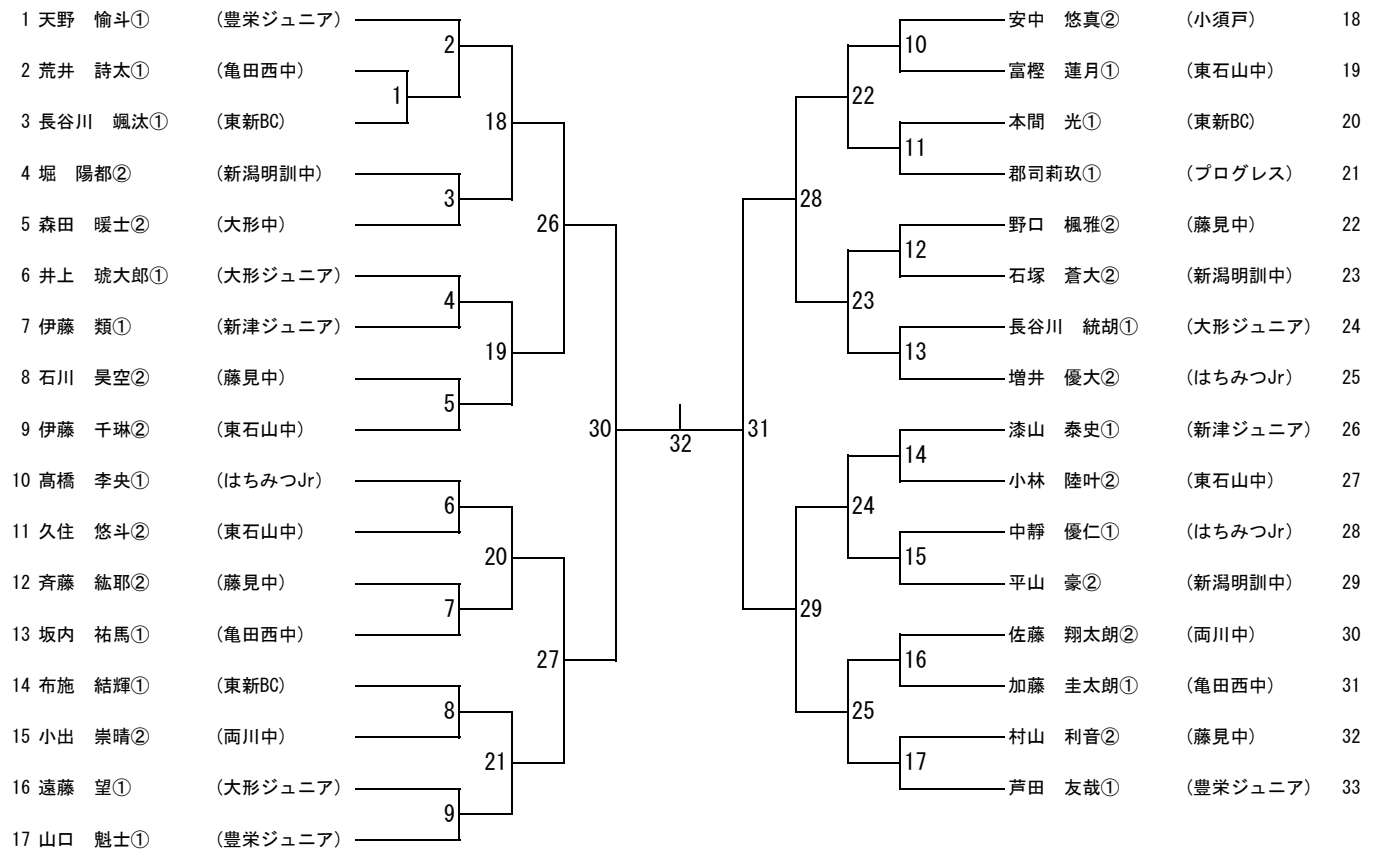 1 天野　愉斗① (豊栄ジュニア)
2 荒井　詩太① (亀田西中)
3 長谷川　颯汰① (東新BC)
4 堀　陽都② (新潟明訓中)
5 森田　暖士② (大形中)
6 井上　琥大郎① (大形ジュニア)
7 伊藤　類① (新津ジュニア)
8 石川　昊空② (藤見中)
9 伊藤　千琳② (東石山中)
10 髙橋　李央① (はちみつJr)
11 久住　悠斗② (東石山中)
12 斉藤　紘耶② (藤見中)
13 坂内　祐馬① (亀田西中)
14 布施　結輝① (東新BC)
15 小出　崇晴② (両川中)
16 遠藤　望① (大形ジュニア)
17 山口　魁士① (豊栄ジュニア)
1
2
3
4
5
6
7
8
9
18
19
20
21
26
27
30
32
31
28
29
22
23
24
25
10
11
12
13
14
15
16
17
安中　悠真② (小須戸) 18
富樫　蓮月① (東石山中) 19
本間　光① (東新BC) 20
郡司莉玖① (プログレス) 21
野口　楓雅② (藤見中) 22
石塚　蒼大② (新潟明訓中) 23
長谷川　統胡① (大形ジュニア) 24
増井　優大② (はちみつJr) 25
漆山　泰史① (新津ジュニア) 26
小林　陸叶② (東石山中) 27
中靜　優仁① (はちみつJr) 28
平山　豪② (新潟明訓中) 29
佐藤　翔太朗② (両川中) 30
加藤　圭太朗① (亀田西中) 31
村山　利音② (藤見中) 32
芦田　友哉① (豊栄ジュニア) 33